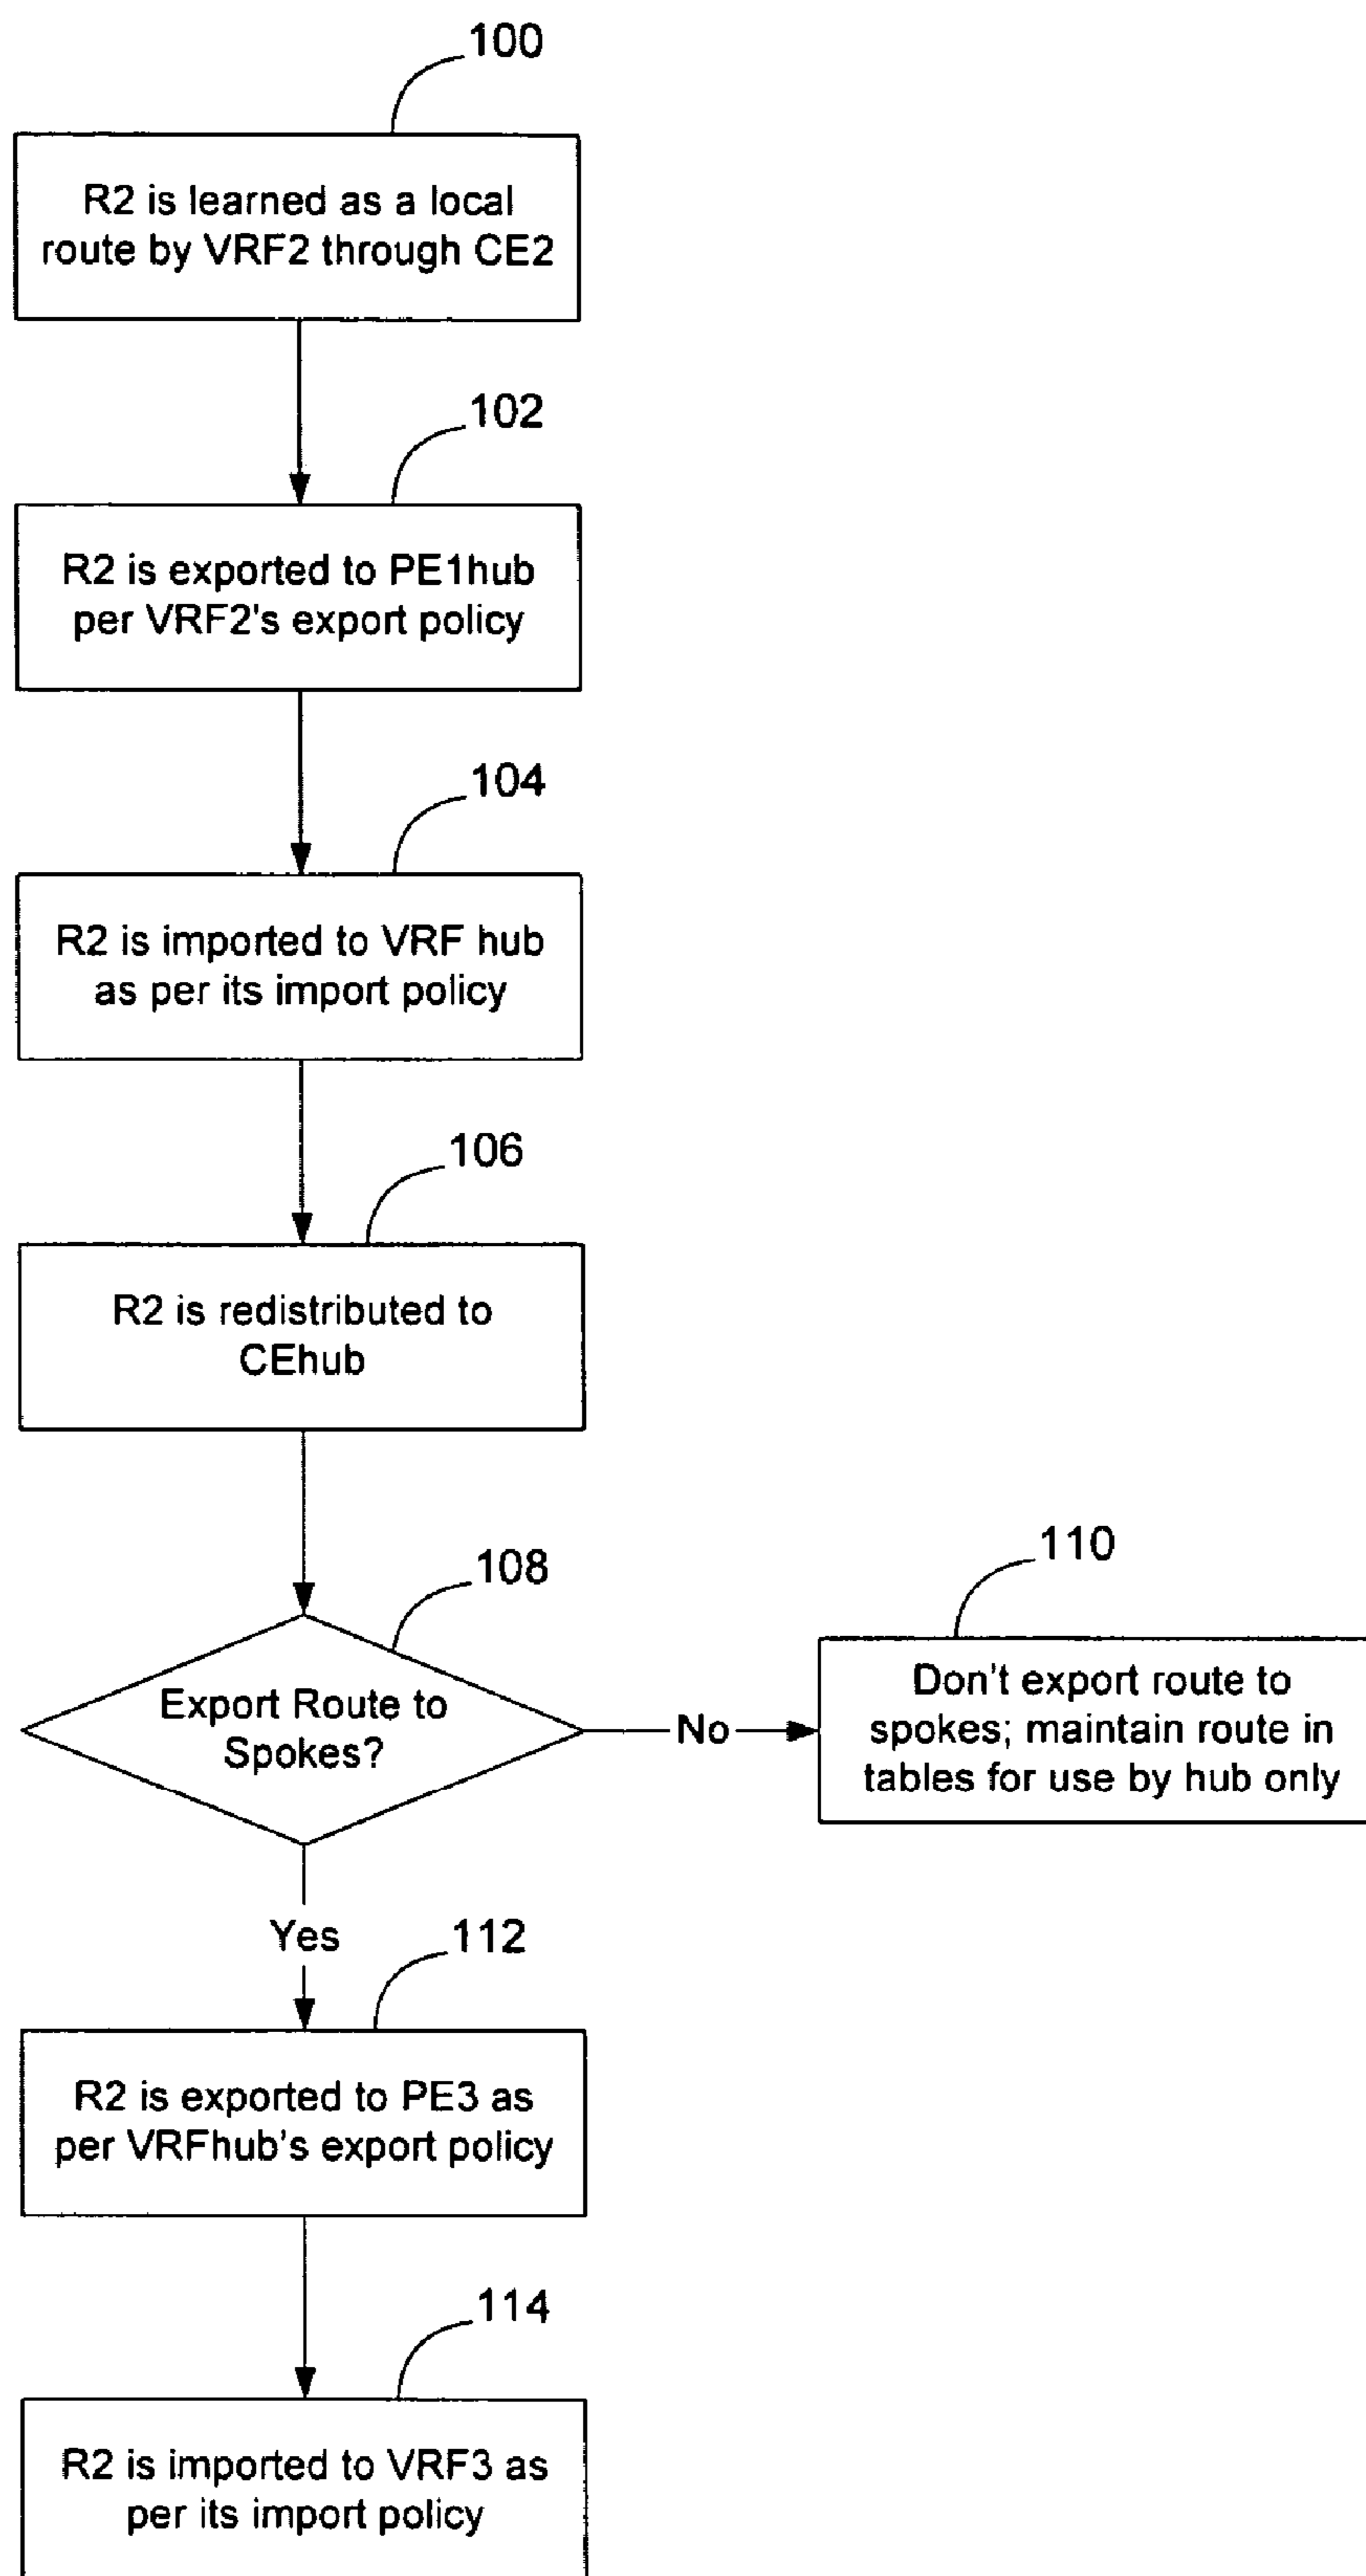 100
R2 is learned as a local
route by VRF2 through CE2
102
R2 is exported to PE1hub
per VRF2's export policy
104
R2 is imported to VRF hub
as per its import policy
106
R2 is redistributed to
CEhub
108
Export Route to
Spokes?
No
110
Don't export route to
spokes; maintain route in
tables for use by hub only
Yes
112
R2 is exported to PE3 as
per VRFhub's export policy
114
R2 is imported to VRF3 as
per its import policy